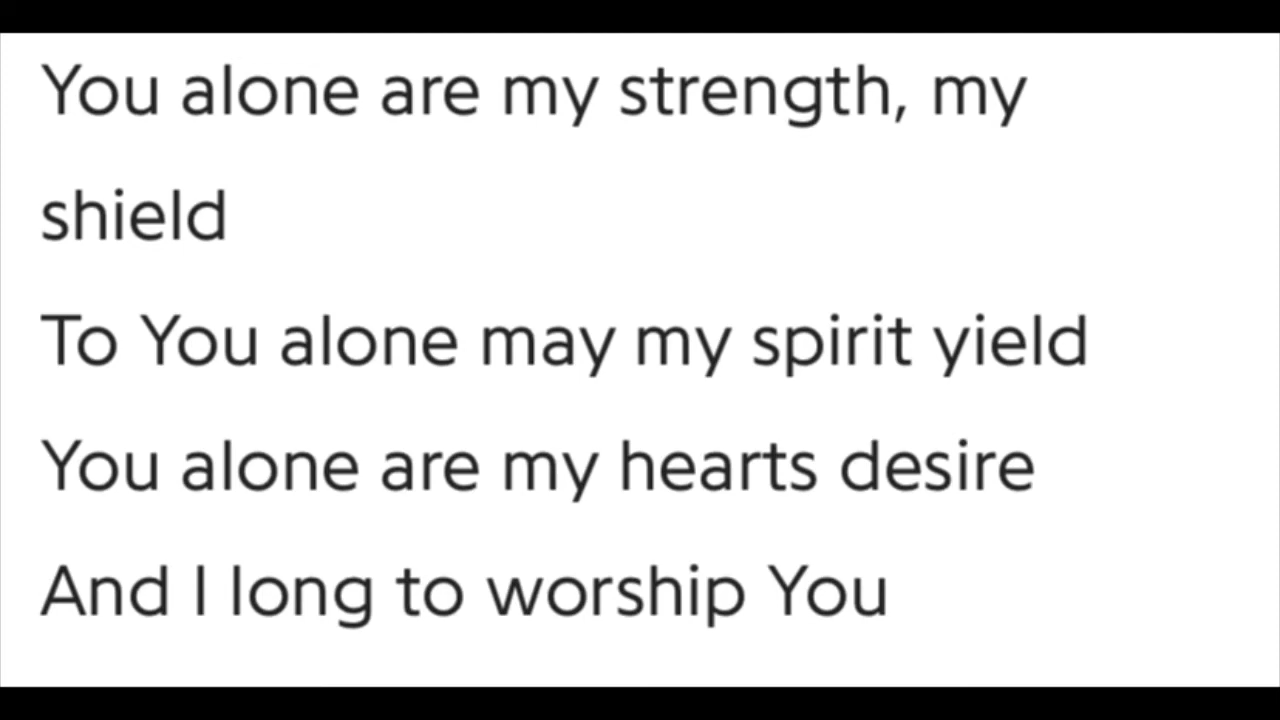 You alone are my strength, my
shield
To You alone may my spirit yield
You alone are my hearts desire
And I long to worship You